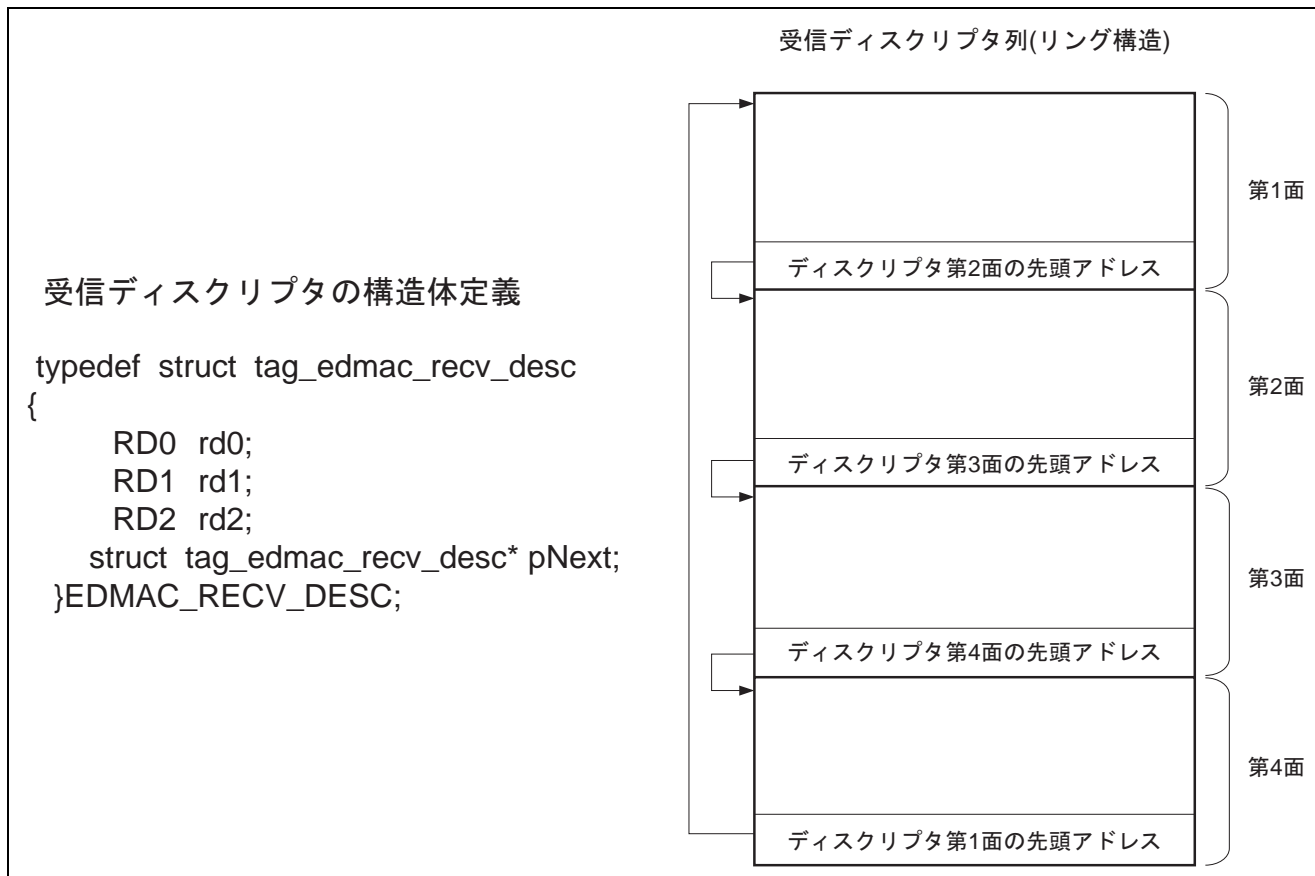 受信ディスクリプタ列(リング構造)
受信ディスクリプタの構造体定義
typedef struct tag_edmac_recv_desc
{
RD0 rd0;
RD1 rd1;
RD2 rd2;
struct tag_edmac_recv_desc* pNext;
}EDMAC_RECV_DESC;
第1面
ディスクリプタ第2面の先頭アドレス
第2面
ディスクリプタ第3面の先頭アドレス
第3面
ディスクリプタ第4面の先頭アドレス
第4面
ディスクリプタ第1面の先頭アドレス